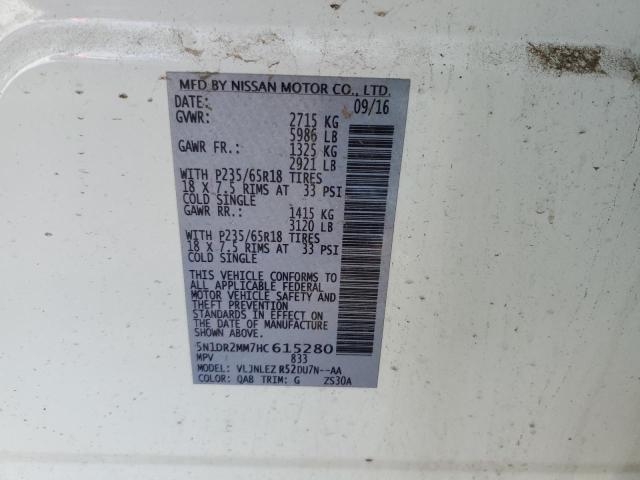 MFD BY NISSAN MOTOR CO., LTD.
DATE: 09/16
GVWR: 2715 KG
5986 LB
GAWR FR.: 1325 KG
2921 LB
WITH P235/65R18 TIRES
18 X 7.5 RIMS AT 33 PSI
COLD SINGLE
GAWR RR.: 1415 KG
3120 LB
WITH P235/65R18 TIRES
18 X 7.5 RIMS AT 33 PSI
COLD SINGLE
THIS VEHICLE CONFORMS TO
ALL APPLICABLE FEDERAL
MOTOR VEHICLE SAFETY AND
THEFT PREVENTION
STANDARDS IN EFFECT ON
THE DATE OF MANUFACTURE
SHOWN ABOVE.
5N1DR2MM7HC615280
MPV 833
MODEL: VLJNLEZ R52DU7N--AA
COLOR: QAB TRIM: G ZS30A